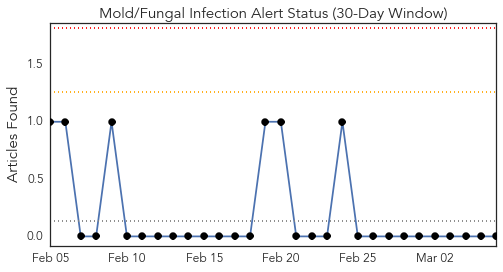 Mold/Fungal Infection Alert Status (30-Day Window)
Articles Found
1.5
1.0
0.5
0.0
Feb 05 Feb 10 Feb 15 Feb 20 Feb 25 Mar 02